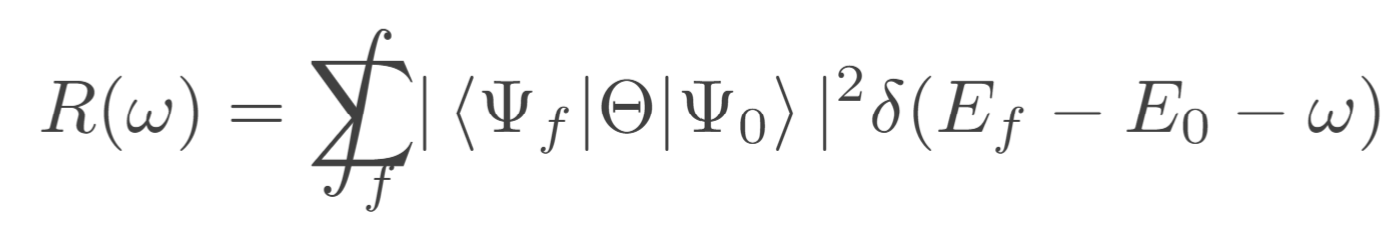 R(ω) = ⨋_f | ⟨Ψ_f|Θ|Ψ_0⟩ |^2 δ(E_f − E_0 − ω)